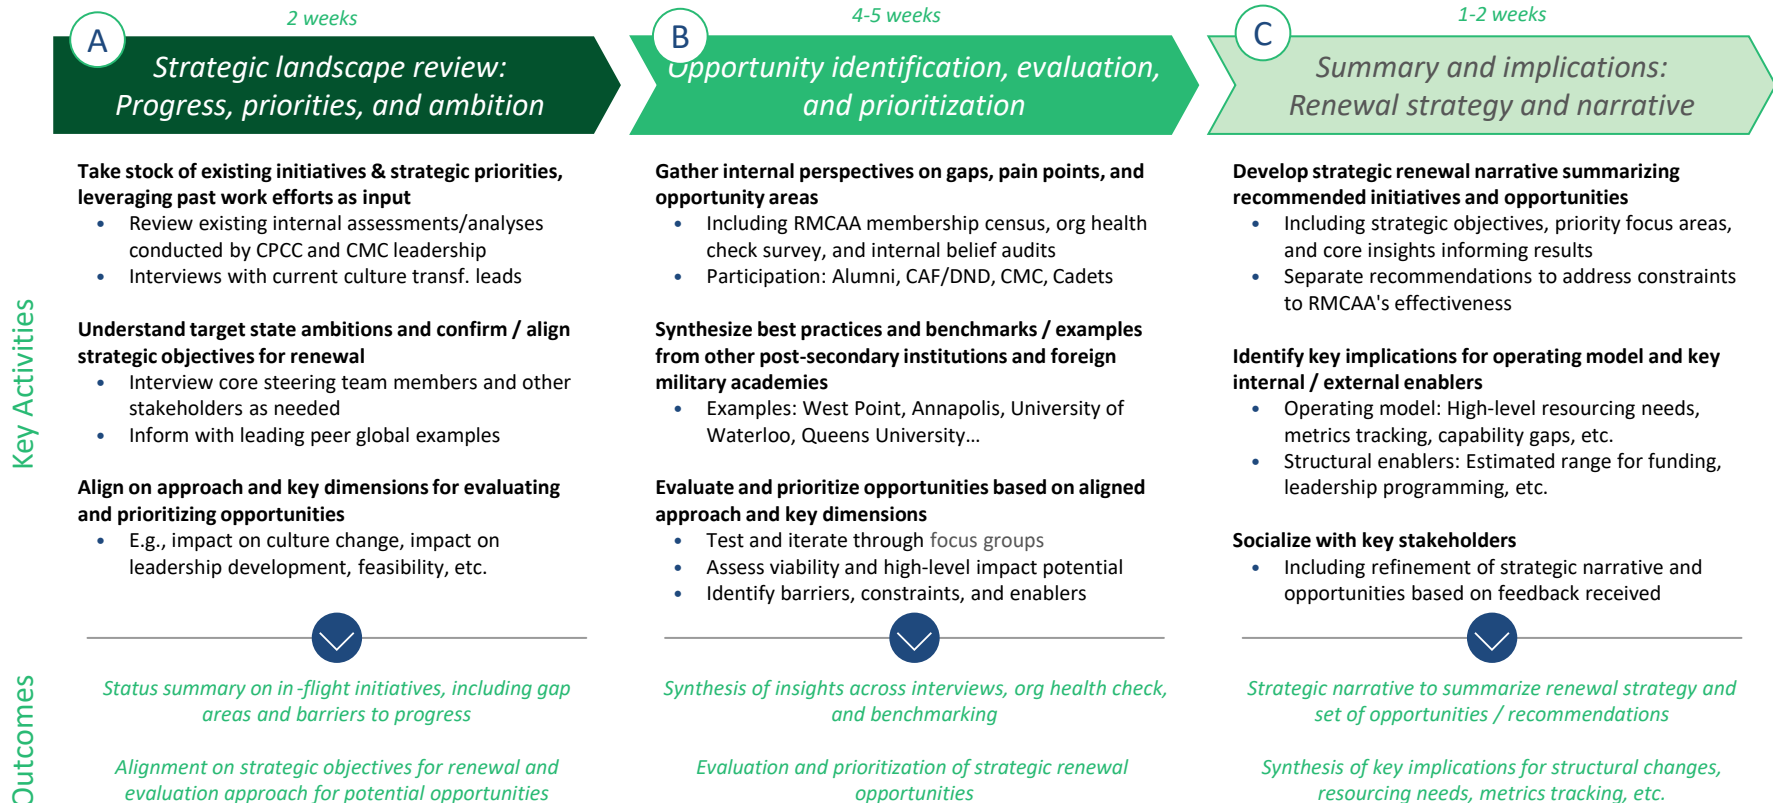 2 weeks
A
Strategic landscape review:
Progress, priorities, and ambition
4-5 weeks
B
Opportunity identification, evaluation,
and prioritization
1-2 weeks
C
Summary and implications:
Renewal strategy and narrative
Key Activities
Take stock of existing initiatives & strategic priorities,
leveraging past work efforts as input
• Review existing internal assessments/analyses
conducted by CPCC and CMC leadership
• Interviews with current culture transf. leads
Understand target state ambitions and confirm / align
strategic objectives for renewal
• Interview core steering team members and other
stakeholders as needed
• Inform with leading peer global examples
Align on approach and key dimensions for evaluating
and prioritizing opportunities
• E.g., impact on culture change, impact on
leadership development, feasibility, etc.
Gather internal perspectives on gaps, pain points, and
opportunity areas
• Including RMCAA membership census, org health
check survey, and internal belief audits
• Participation: Alumni, CAF/DND, CMC, Cadets
Synthesize best practices and benchmarks / examples
from other post-secondary institutions and foreign
military academies
• Examples: West Point, Annapolis, University of
Waterloo, Queens University…
Evaluate and prioritize opportunities based on aligned
approach and key dimensions
• Test and iterate through focus groups
• Assess viability and high-level impact potential
• Identify barriers, constraints, and enablers
Develop strategic renewal narrative summarizing
recommended initiatives and opportunities
• Including strategic objectives, priority focus areas,
and core insights informing results
• Separate recommendations to address constraints
to RMCAA's effectiveness
Identify key implications for operating model and key
internal / external enablers
• Operating model: High-level resourcing needs,
metrics tracking, capability gaps, etc.
• Structural enablers: Estimated range for funding,
leadership programming, etc.
Socialize with key stakeholders
• Including refinement of strategic narrative and
opportunities based on feedback received
Outcomes
Status summary on in-flight initiatives, including gap
areas and barriers to progress
Alignment on strategic objectives for renewal and
evaluation approach for potential opportunities
Synthesis of insights across interviews, org health check,
and benchmarking
Evaluation and prioritization of strategic renewal
opportunities
Strategic narrative to summarize renewal strategy and
set of opportunities / recommendations
Synthesis of key implications for structural changes,
resourcing needs, metrics tracking, etc.